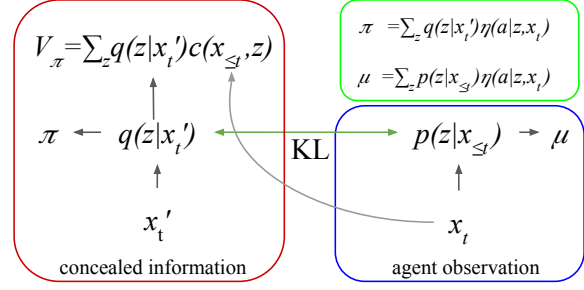 V_π=∑_z q(z|x_t′)c(x_≤t,z)
π q(z|x_t′)
x_t′
concealed information
KL
π =∑_z q(z|x_t′)η(a|z,x_t)
μ =∑_z p(z|x_≤t)η(a|z,x_t)
p(z|x_≤t) μ
x_t
agent observation